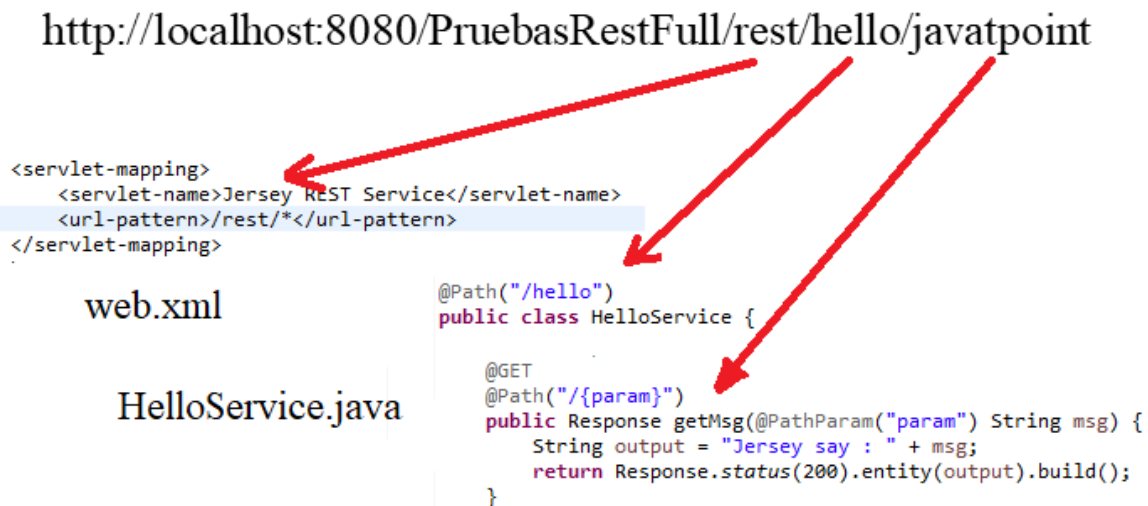 http://localhost:8080/PruebasRestFull/rest/hello/javatpoint
<servlet-mapping>
    <servlet-name>Jersey REST Service</servlet-name>
    <url-pattern>/rest/*</url-pattern>
</servlet-mapping>
web.xml
@Path("/hello")
public class HelloService {
    @GET
    @Path("/{param}")
    public Response getMsg(@PathParam("param") String msg) {
        String output = "Jersey say : " + msg;
        return Response.status(200).entity(output).build();
    }
HelloService.java